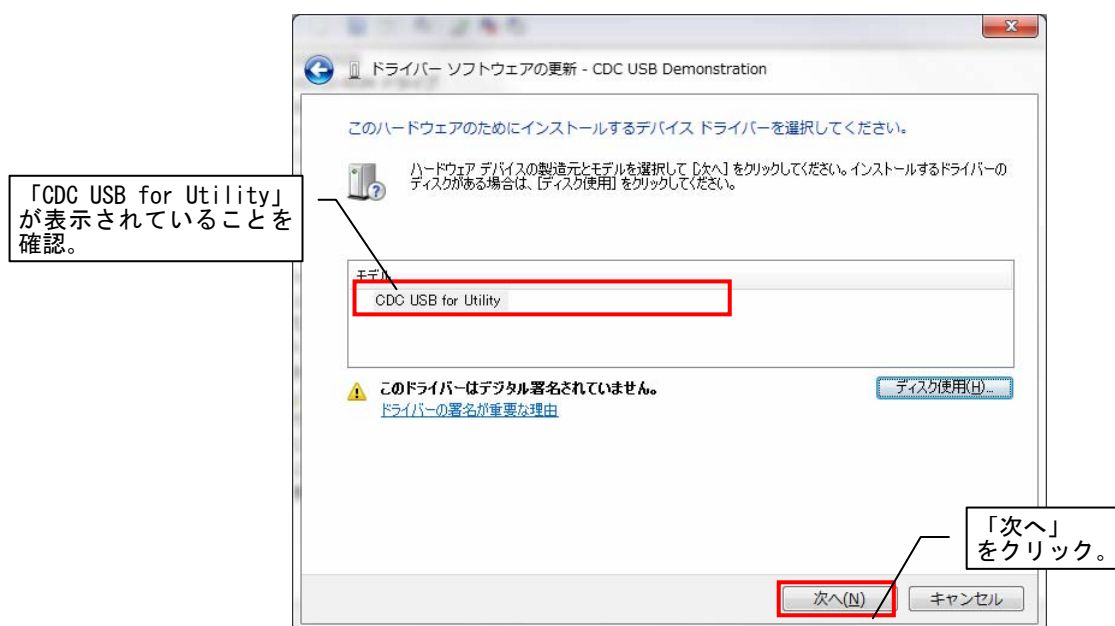 ドライバー ソフトウェアの更新 - CDC USB Demonstration
このハードウェアのためにインストールするデバイス ドライバーを選択してください。
ハードウェア デバイスの製造元とモデルを選択して [次へ] をクリックしてください。インストールするドライバーの
ディスクがある場合は、[ディスク使用] をクリックしてください。
「CDC USB for Utility」
が表示されていることを
確認。
モデル
CDC USB for Utility
このドライバーはデジタル署名されていません。
ディスク使用(H)...
ドライバーの署名が重要な理由
「次へ」
をクリック。
次へ(N)
キャンセル